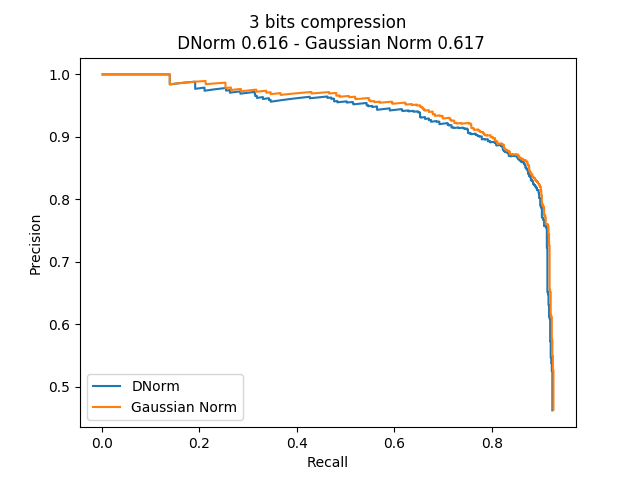 3 bits compression
DNorm 0.616 - Gaussian Norm 0.617
1.0
0.9
0.8
0.7
0.6
0.5
Precision
DNorm
Gaussian Norm
0.0 0.2 0.4 0.6 0.8
Recall